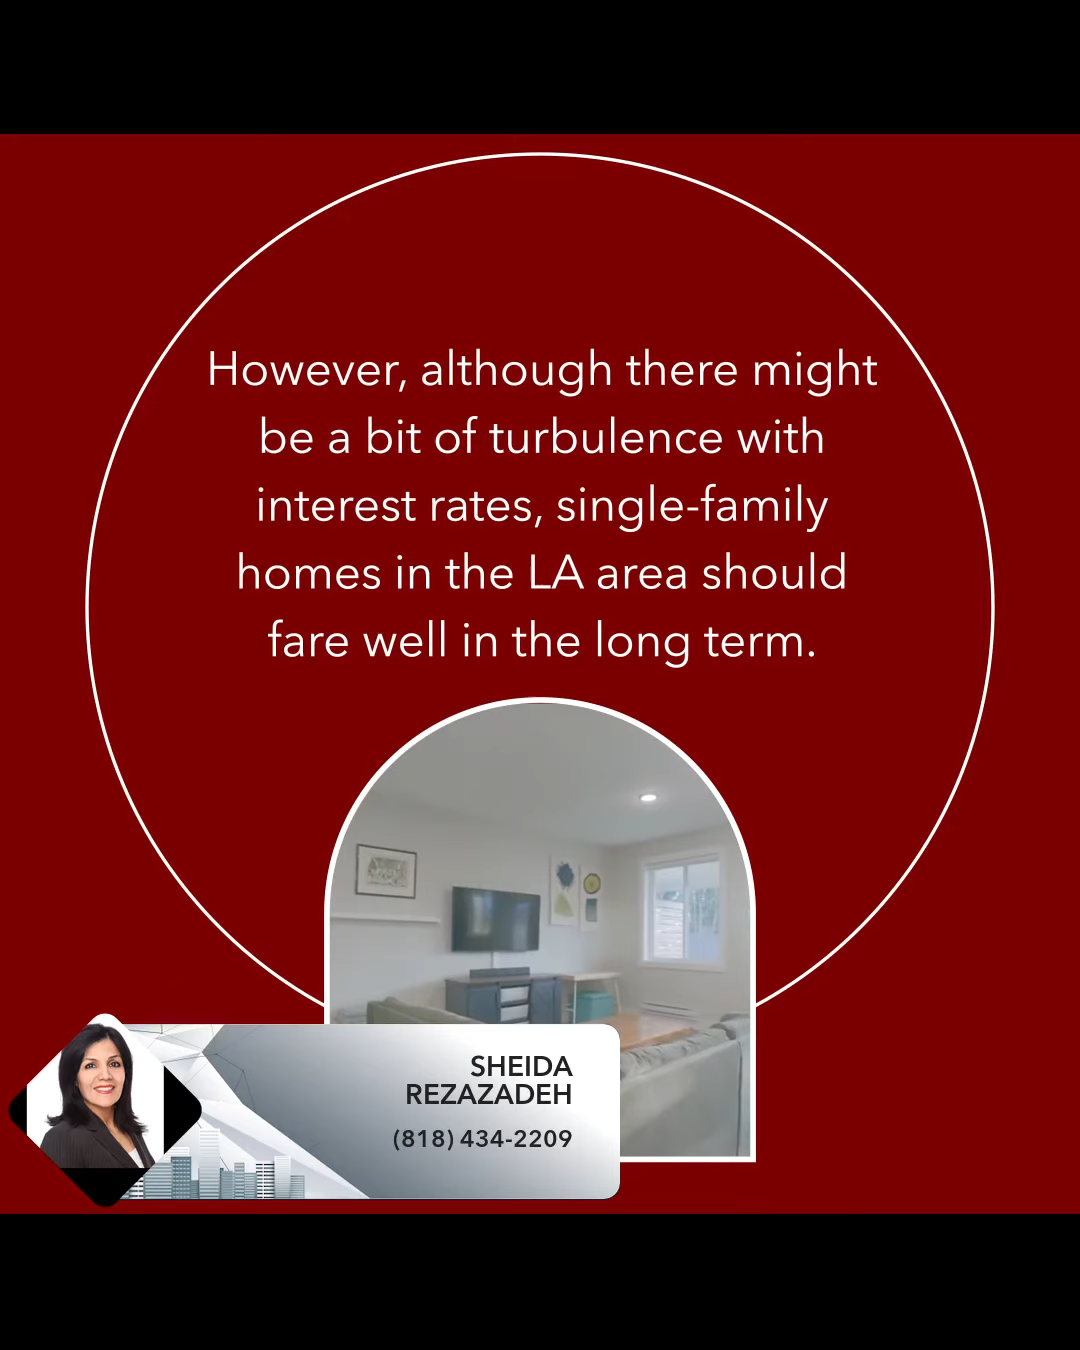 However, although there might
be a bit of turbulence with
interest rates, single-family
homes in the LA area should
fare well in the long term.
SHEIDA
REZAZADEH
(818) 434-2209